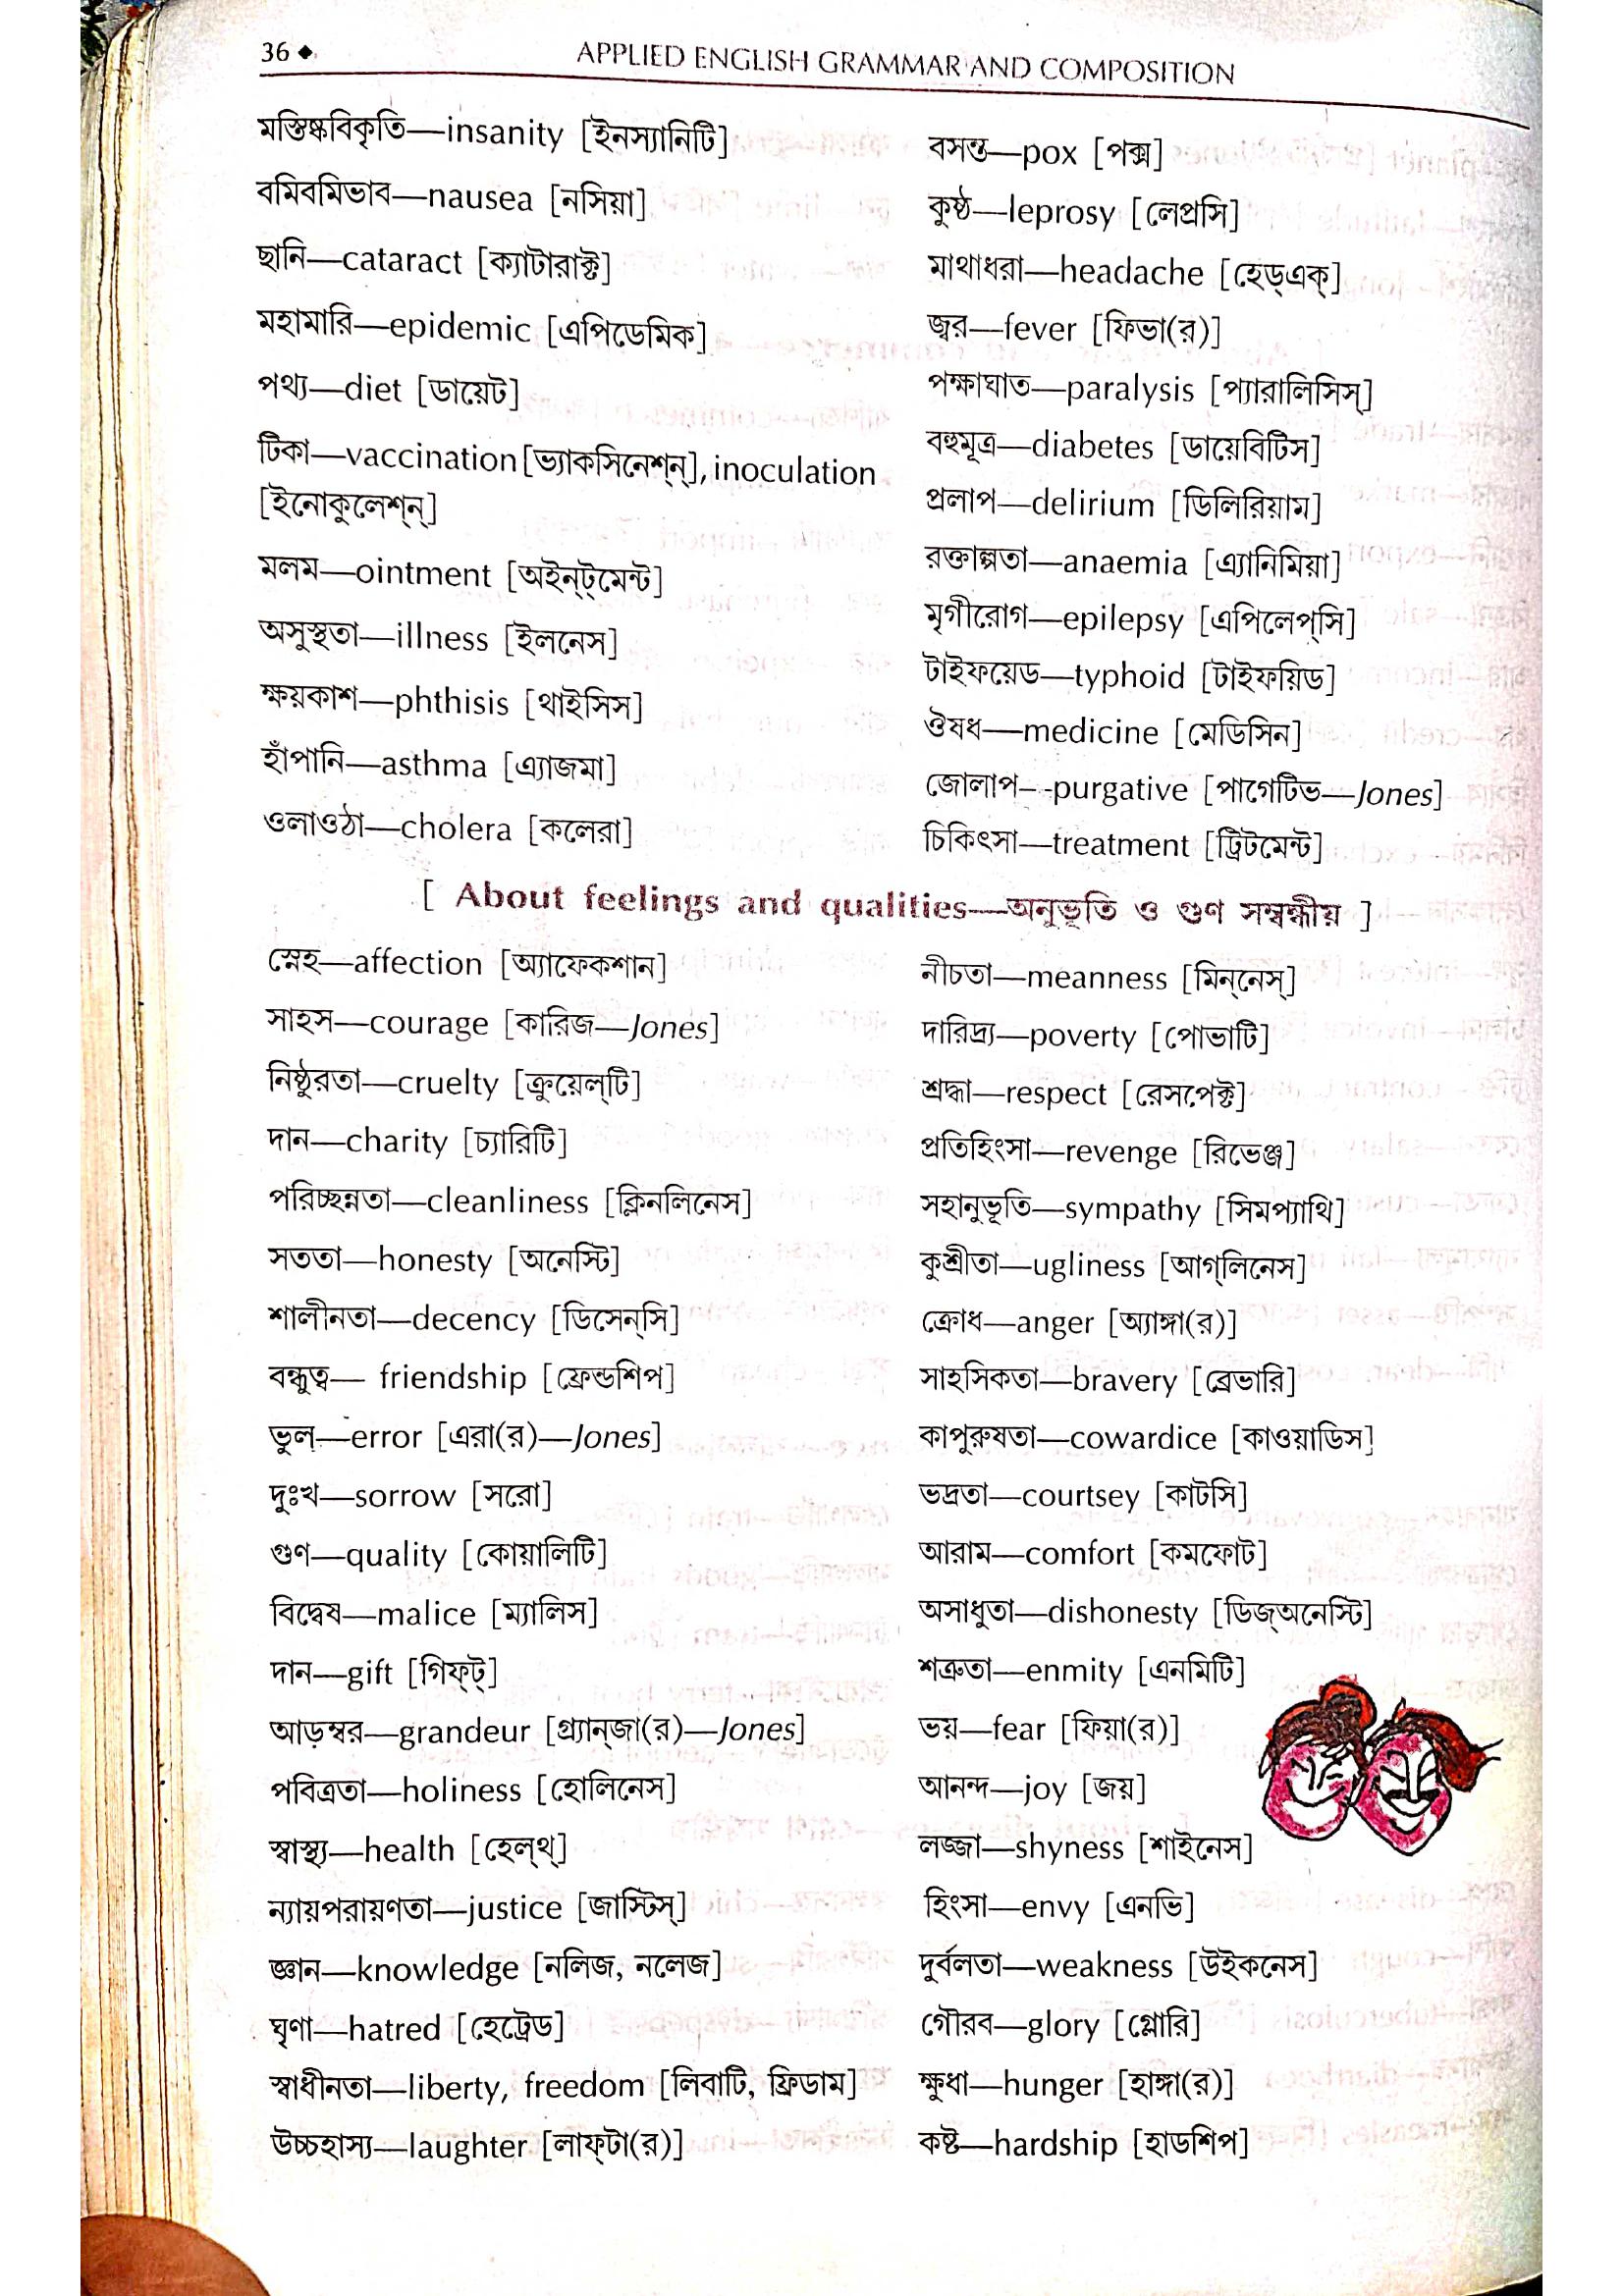 36 ◆
APPLIED ENGLISH GRAMMAR AND COMPOSITION
মস্তিষ্কবিকৃতি—insanity [ইনস্যানিটি]
বমিবমিভাব—nausea [নসিয়া]
ছানি—cataract [ক্যাটারাক্ট]
মহামারি—epidemic [এপিডেমিক]
পথ্য—diet [ডায়েট]
টিকা—vaccination [ভ্যাকসিনেশ্‌ন্], inoculation
[ইনোকুলেশ্‌ন্]
মলম—ointment [অইন্‌ট্‌মেন্ট]
অসুস্থতা—illness [ইলনেস]
ক্ষয়কাশ—phthisis [থাইসিস]
হাঁপানি—asthma [এ্যাজমা]
ওলাওঠা—cholera [কলেরা]
বসন্ত—pox [পক্স]
কুষ্ঠ—leprosy [লেপ্রসি]
মাথাধরা—headache [হেড্‌এক্]
জ্বর—fever [ফিভা(র)]
পক্ষাঘাত—paralysis [প্যারালিসিস্]
বহুমূত্র—diabetes [ডায়েবিটিস]
প্রলাপ—delirium [ডিলিরিয়াম]
রক্তাল্পতা—anaemia [এ্যানিমিয়া]
মৃগীরোগ—epilepsy [এপিলেপ্‌সি]
টাইফয়েড—typhoid [টাইফয়িড]
ঔষধ—medicine [মেডিসিন]
জোলাপ—purgative [পাগেটিভ—Jones]
চিকিৎসা—treatment [ট্রিটমেন্ট]
[ About feelings and qualities—অনুভূতি ও গুণ সম্বন্ধীয় ]
স্নেহ—affection [অ্যাফেকশান]
সাহস—courage [কারিজ—Jones]
নিষ্ঠুরতা—cruelty [ক্রুয়েল্‌টি]
দান—charity [চ্যারিটি]
পরিচ্ছন্নতা—cleanliness [ক্লিনলিনেস]
সততা—honesty [অনেস্টি]
শালীনতা—decency [ডিসেন্‌সি]
বন্ধুত্ব— friendship [ফ্রেন্ডশিপ]
ভুল—error [এরা(র)—Jones]
দুঃখ—sorrow [সরো]
গুণ—quality [কোয়ালিটি]
বিদ্বেষ—malice [ম্যালিস]
দান—gift [গিফ্‌ট্]
আড়ম্বর—grandeur [গ্র্যান্‌জা(র)—Jones]
পবিত্রতা—holiness [হোলিনেস]
স্বাস্থ্য—health [হেল্‌থ্]
ন্যায়পরায়ণতা—justice [জাস্টিস্]
জ্ঞান—knowledge [নলিজ, নলেজ]
ঘৃণা—hatred [হেট্রেড]
স্বাধীনতা—liberty, freedom [লিবাটি, ফ্রিডাম]
উচ্চহাস্য—laughter [লাফ্‌টা(র)]
নীচতা—meanness [মিন্‌নেস্]
দারিদ্র্য—poverty [পোভাটি]
শ্রদ্ধা—respect [রেসপেক্ট]
প্রতিহিংসা—revenge [রিভেঞ্জ]
সহানুভূতি—sympathy [সিমপ্যাথি]
কুশ্রীতা—ugliness [আগ্‌লিনেস]
ক্রোধ—anger [অ্যাঙ্গা(র)]
সাহসিকতা—bravery [ব্রেভারি]
কাপুরুষতা—cowardice [কাওয়াডিস]
ভদ্রতা—courtsey [কাটসি]
আরাম—comfort [কমফোট]
অসাধুতা—dishonesty [ডিজ্‌অনেস্টি]
শত্রুতা—enmity [এনমিটি]
ভয়—fear [ফিয়া(র)]
আনন্দ—joy [জয়]
লজ্জা—shyness [শাইনেস]
হিংসা—envy [এনভি]
দুর্বলতা—weakness [উইকনেস]
গৌরব—glory [গ্লোরি]
ক্ষুধা—hunger [হাঙ্গা(র)]
কষ্ট—hardship [হাডশিপ]